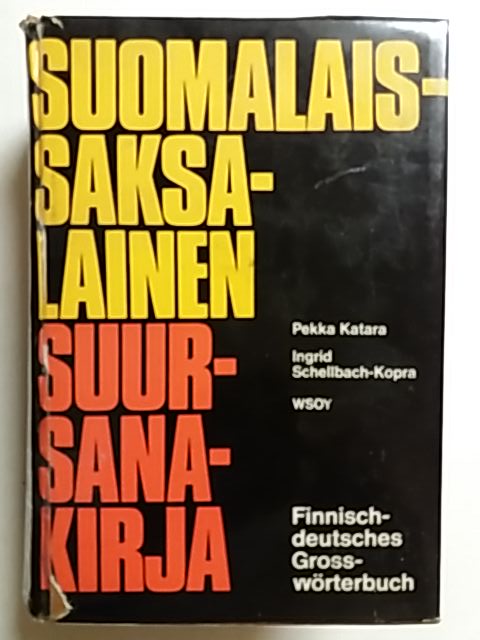 SUOMALAIS-
SAKSA-
LAINEN
SUUR-
SANA-
KIRJA
Pekka Katara
Ingrid
Schellbach-Kopra
WSOY
Finnisch-
deutsches
Gross-
wörterbuch